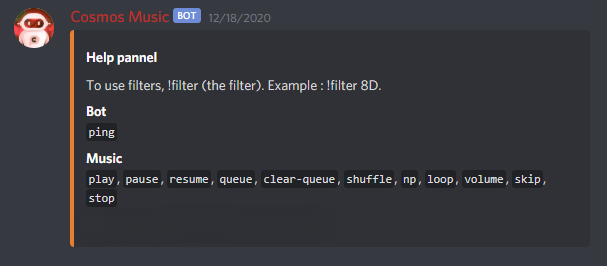 Cosmos Music BOT 12/18/2020
Help pannel
To use filters, !filter (the filter). Example : !filter 8D.
Bot
ping
Music
play, pause, resume, queue, clear-queue, shuffle, np, loop, volume, skip,
stop